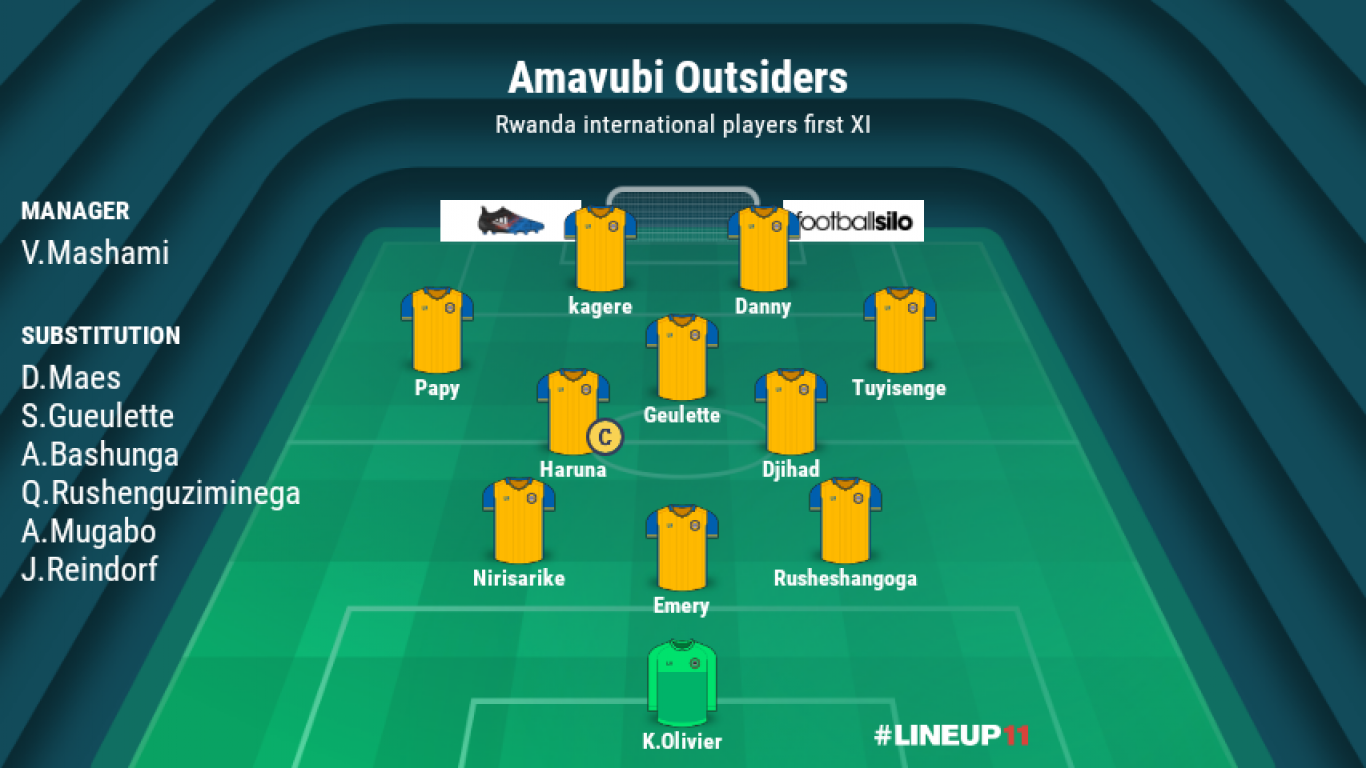 Amavubi Outsiders
Rwanda international players first XI
MANAGER
V.Mashami
SUBSTITUTION
D.Maes
S.Gueulette
A.Bashunga
Q.Rushenguziminega
A.Mugabo
J.Reindorf
footballsilo
kagere
Danny
Papy
Geulette
Tuyisenge
Haruna
C
Djihad
Nirisarike
Emery
Rusheshangoga
K.Olivier
#LINEUP11